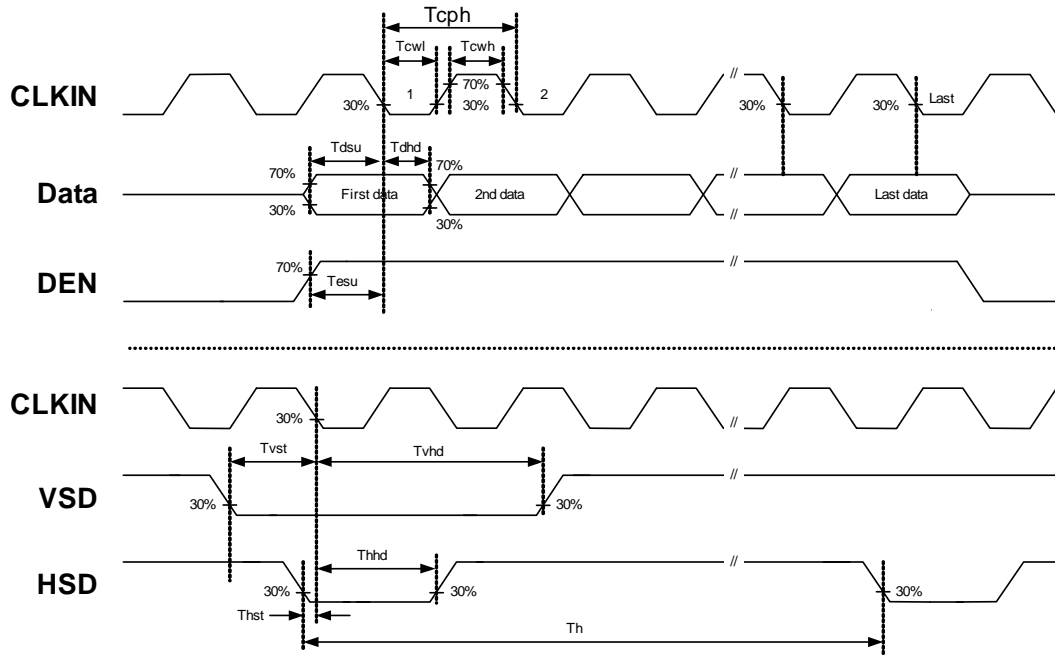 Tcph
Tcwl Tcwh
CLKIN 30% 1 70% 30% 2 // 30% 30% Last
Tdsu Tdhd
70% 70%
Data First data 2nd data // Last data
30% 30%
//
DEN 70% //
Tesu
CLKIN 30% //
Tvst Tvhd
//
VSD 30% 30%
Thhd //
HSD 30% 30% 30%
Thst
Th